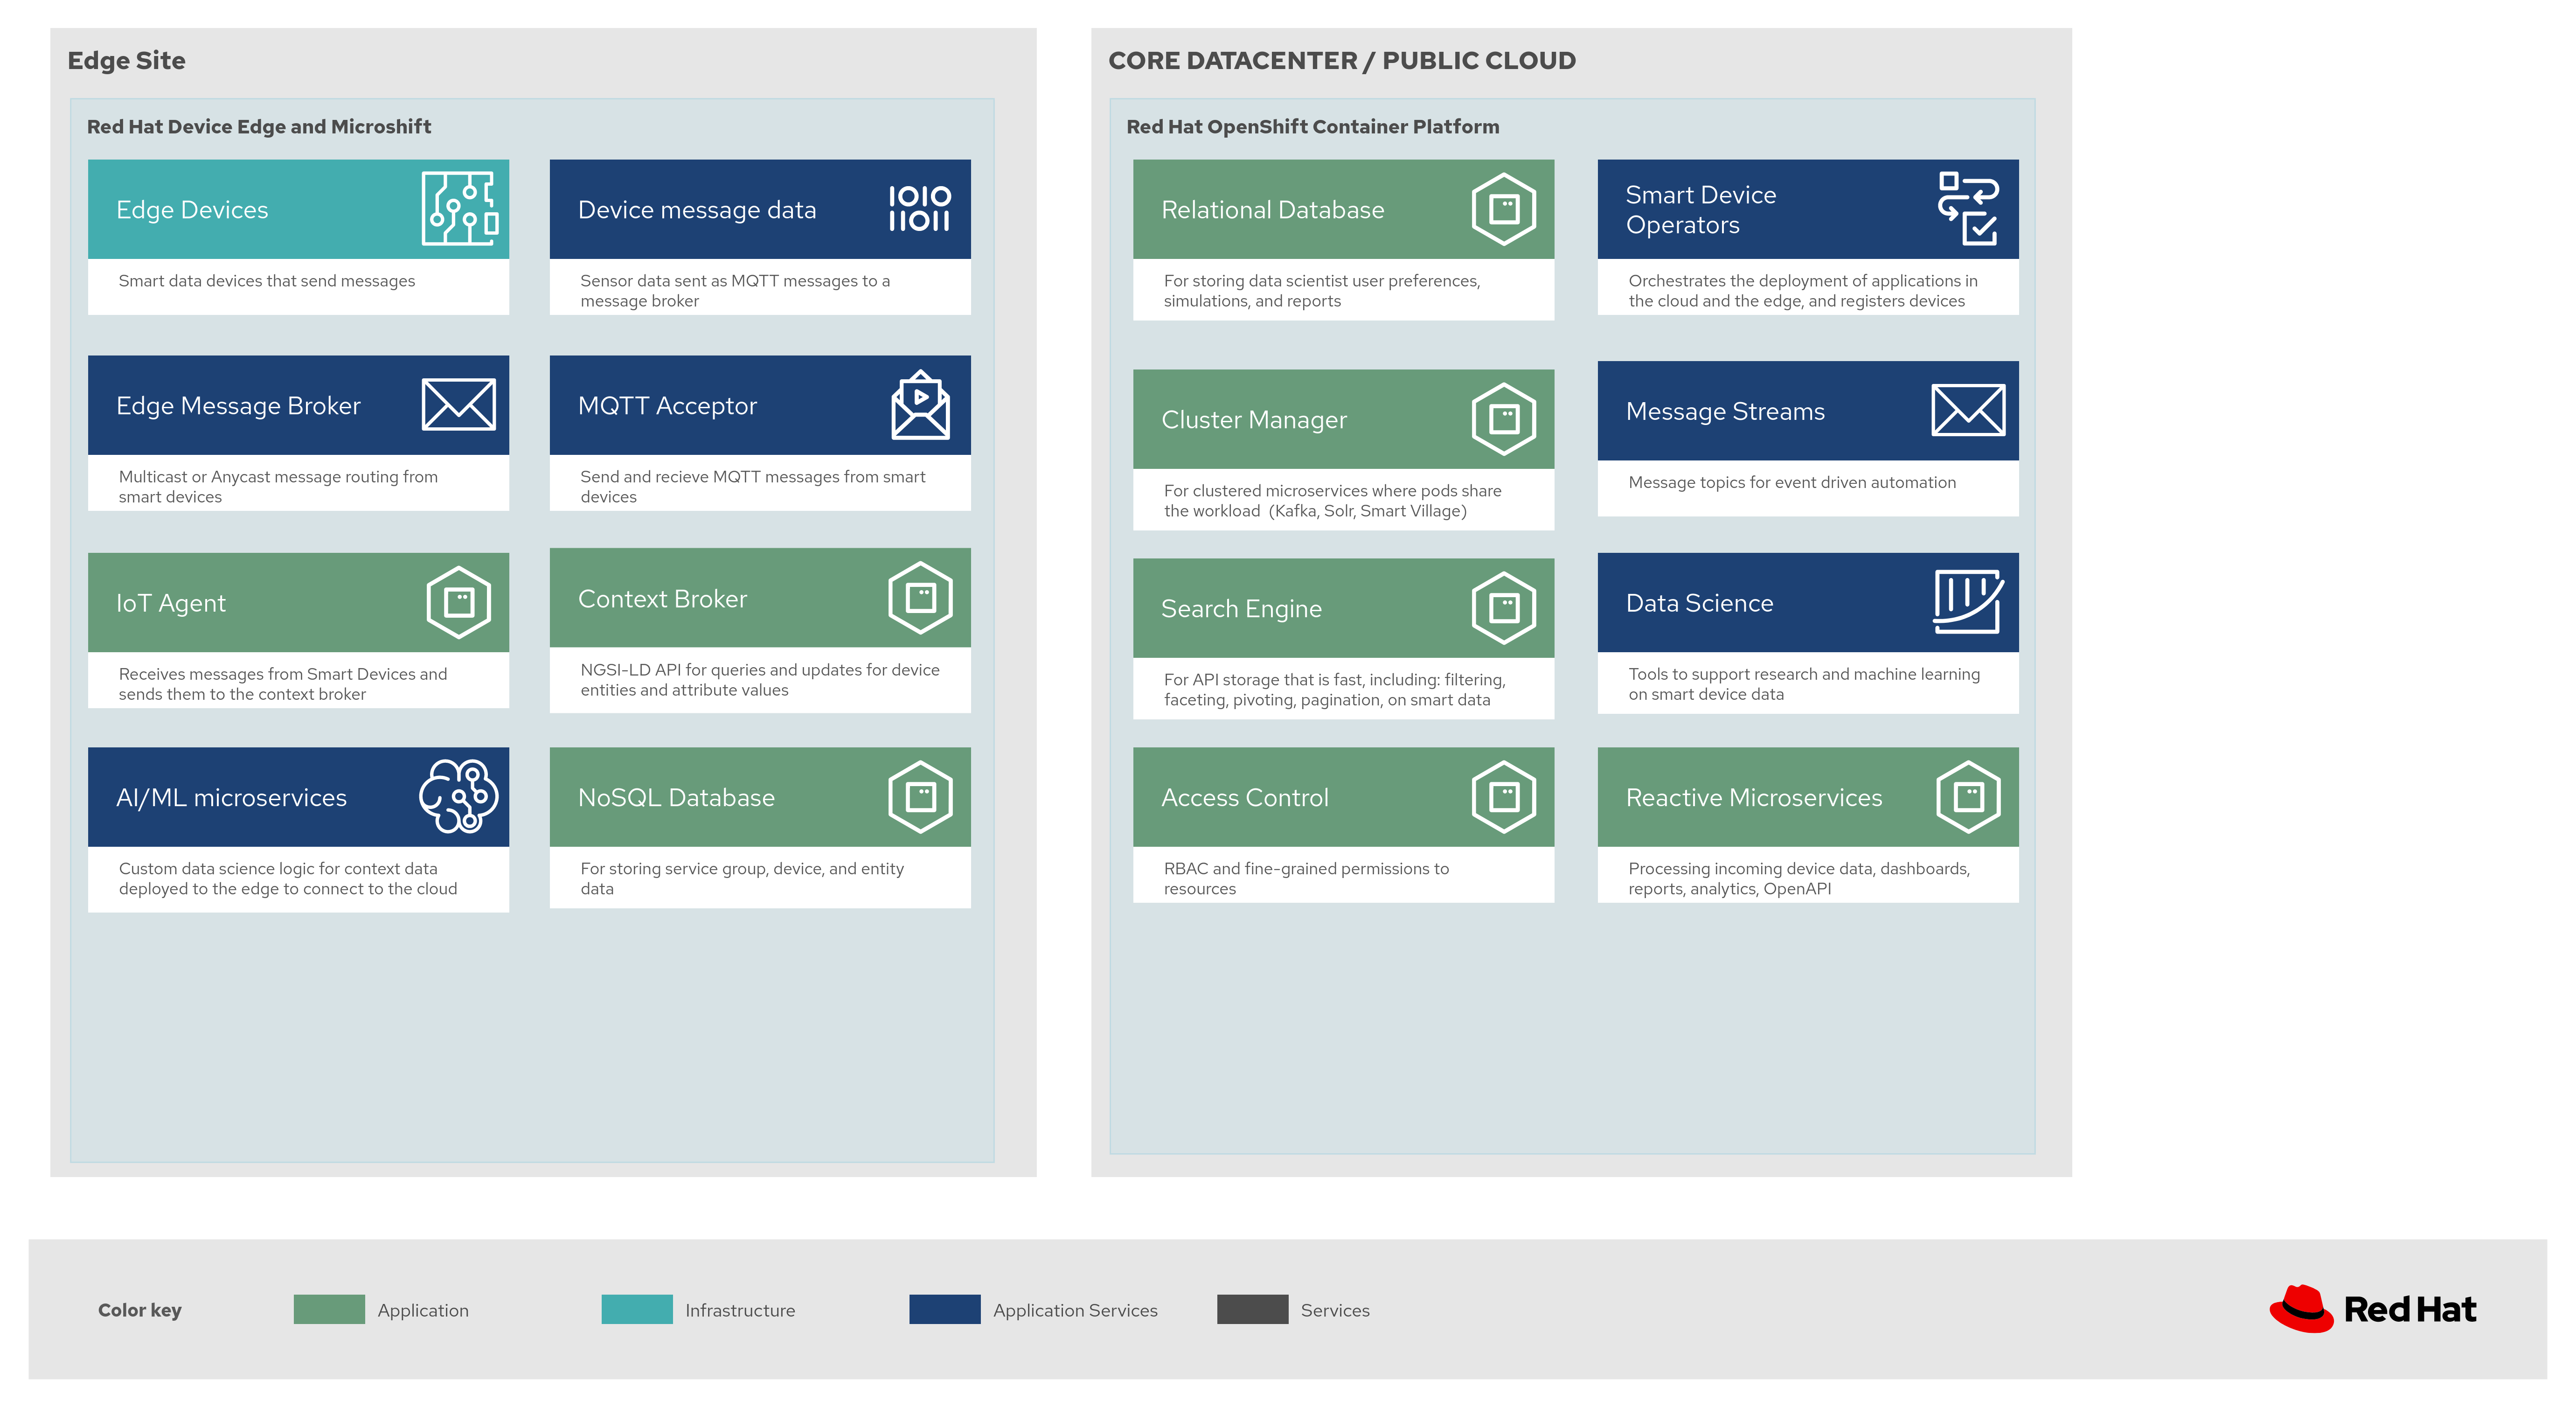 Edge Site
Red Hat Device Edge and Microshift
Edge Devices
Smart data devices that send messages
Device message data
1010
11011
Sensor data sent as MQTT messages to a
message broker
Edge Message Broker
Multicast or Anycast message routing from
smart devices
MQTT Acceptor
Send and recieve MQTT messages from smart
devices
IoT Agent
Receives messages from Smart Devices and
sends them to the context broker
Context Broker
NGSI-LD API for queries and updates for device
entities and attribute values
AI/ML microservices
Custom data science logic for context data
deployed to the edge to connect to the cloud
NoSQL Database
For storing service group, device, and entity
data
CORE DATACENTER / PUBLIC CLOUD
Red Hat OpenShift Container Platform
Relational Database
For storing data scientist user preferences,
simulations, and reports
Smart Device
Operators
Orchestrates the deployment of applications in
the cloud and the edge, and registers devices
Cluster Manager
For clustered microservices where pods share
the workload (Kafka, Solr, Smart Village)
Message Streams
Message topics for event driven automation
Search Engine
For API storage that is fast, including: filtering,
faceting, pivoting, pagination, on smart data
Data Science
Tools to support research and machine learning
on smart device data
Access Control
RBAC and fine-grained permissions to
resources
Reactive Microservices
Processing incoming device data, dashboards,
reports, analytics, OpenAPI
Color key
Application
Infrastructure
Application Services
Services
Red Hat